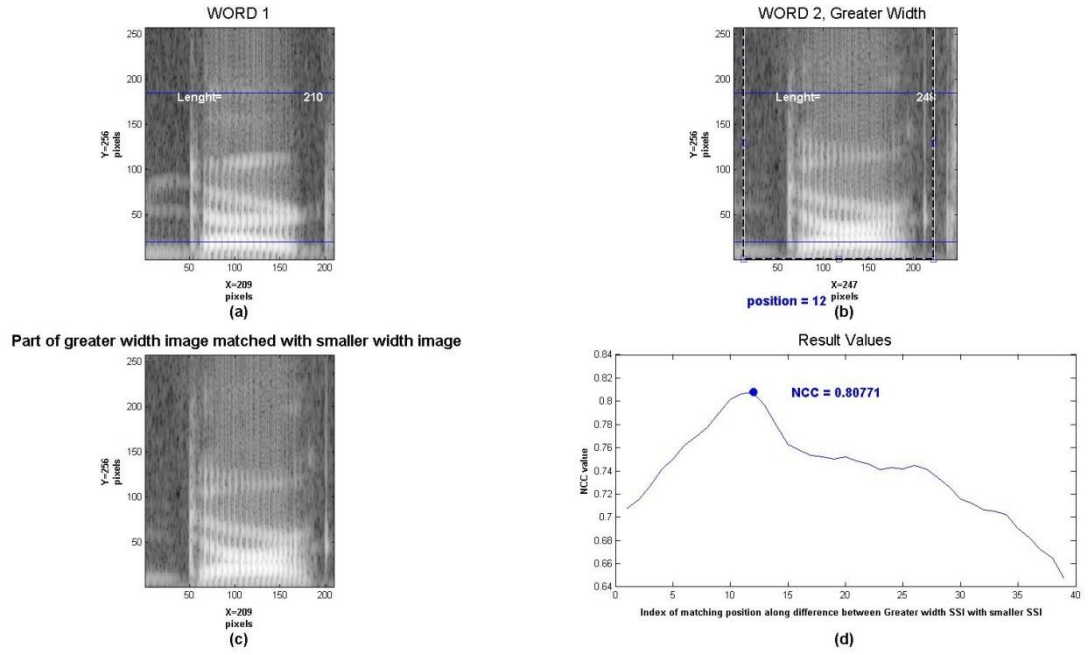 WORD 1
250
200
150
100
50
Y=256
pixels
Lenght= 210
50 100 150 200
X=209
pixels
(a)
WORD 2, Greater Width
250
200
150
100
50
Y=256
pixels
Lenght= 248
50 100 150 200
X=247
pixels
position = 12
(b)
Part of greater width image matched with smaller width image
250
200
150
100
50
Y=256
pixels
50 100 150 200
X=209
pixels
(c)
Result Values
0.84
0.82
0.8
0.78
0.76
0.74
0.72
0.7
0.68
0.66
0.64
NCC value
NCC = 0.80771
0 5 10 15 20 25 30 35 40
Index of matching position along difference between Greater width SSI with smaller SSI
(d)